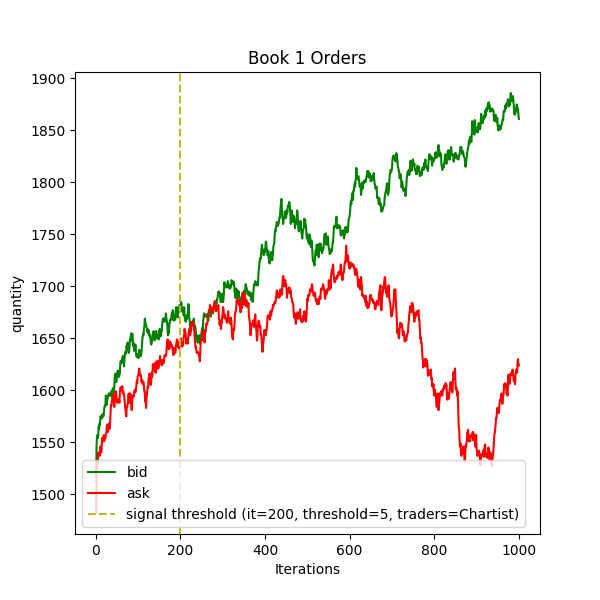 Book 1 Orders
1900
1850
1800
1750
1700
1650
1600
1550
1500
quantity
bid
ask
signal threshold (it=200, threshold=5, traders=Chartist)
0 200 400 600 800 1000
Iterations